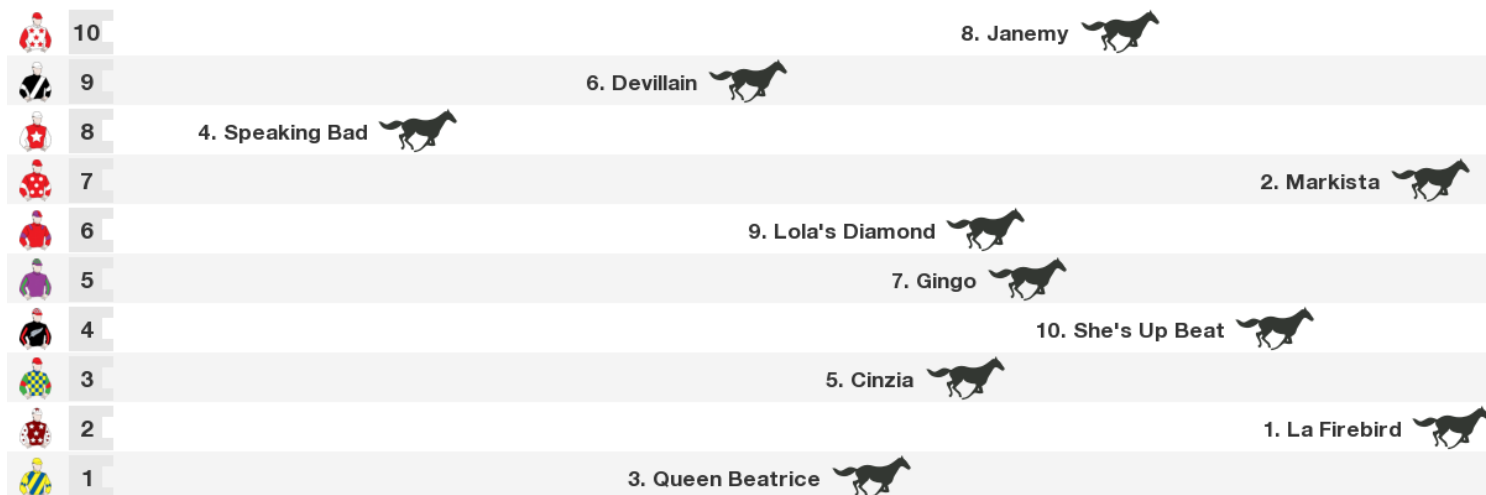 10 8. Janemy
9 6. Devillain
8 4. Speaking Bad
7 2. Markista
6 9. Lola's Diamond
5 7. Gingo
4 10. She's Up Beat
3 5. Cinzia
2 1. La Firebird
1 3. Queen Beatrice